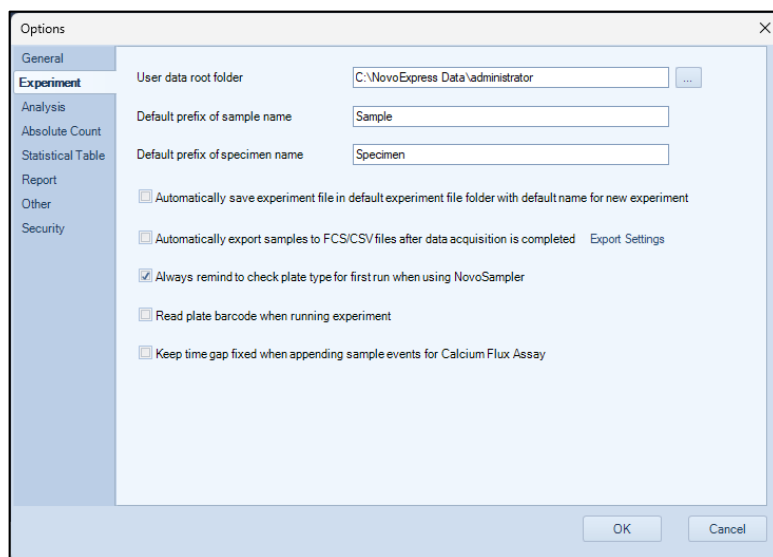 Options
General
Experiment
Analysis
Absolute Count
Statistical Table
Report
Other
Security
User data root folder C:\NovoExpress Data\administrator ...
Default prefix of sample name Sample
Default prefix of specimen name Specimen
Automatically save experiment file in default experiment file folder with default name for new experiment
Automatically export samples to FCS/CSV files after data acquisition is completed Export Settings
Always remind to check plate type for first run when using NovoSampler
Read plate barcode when running experiment
Keep time gap fixed when appending sample events for Calcium Flux Assay
OK Cancel